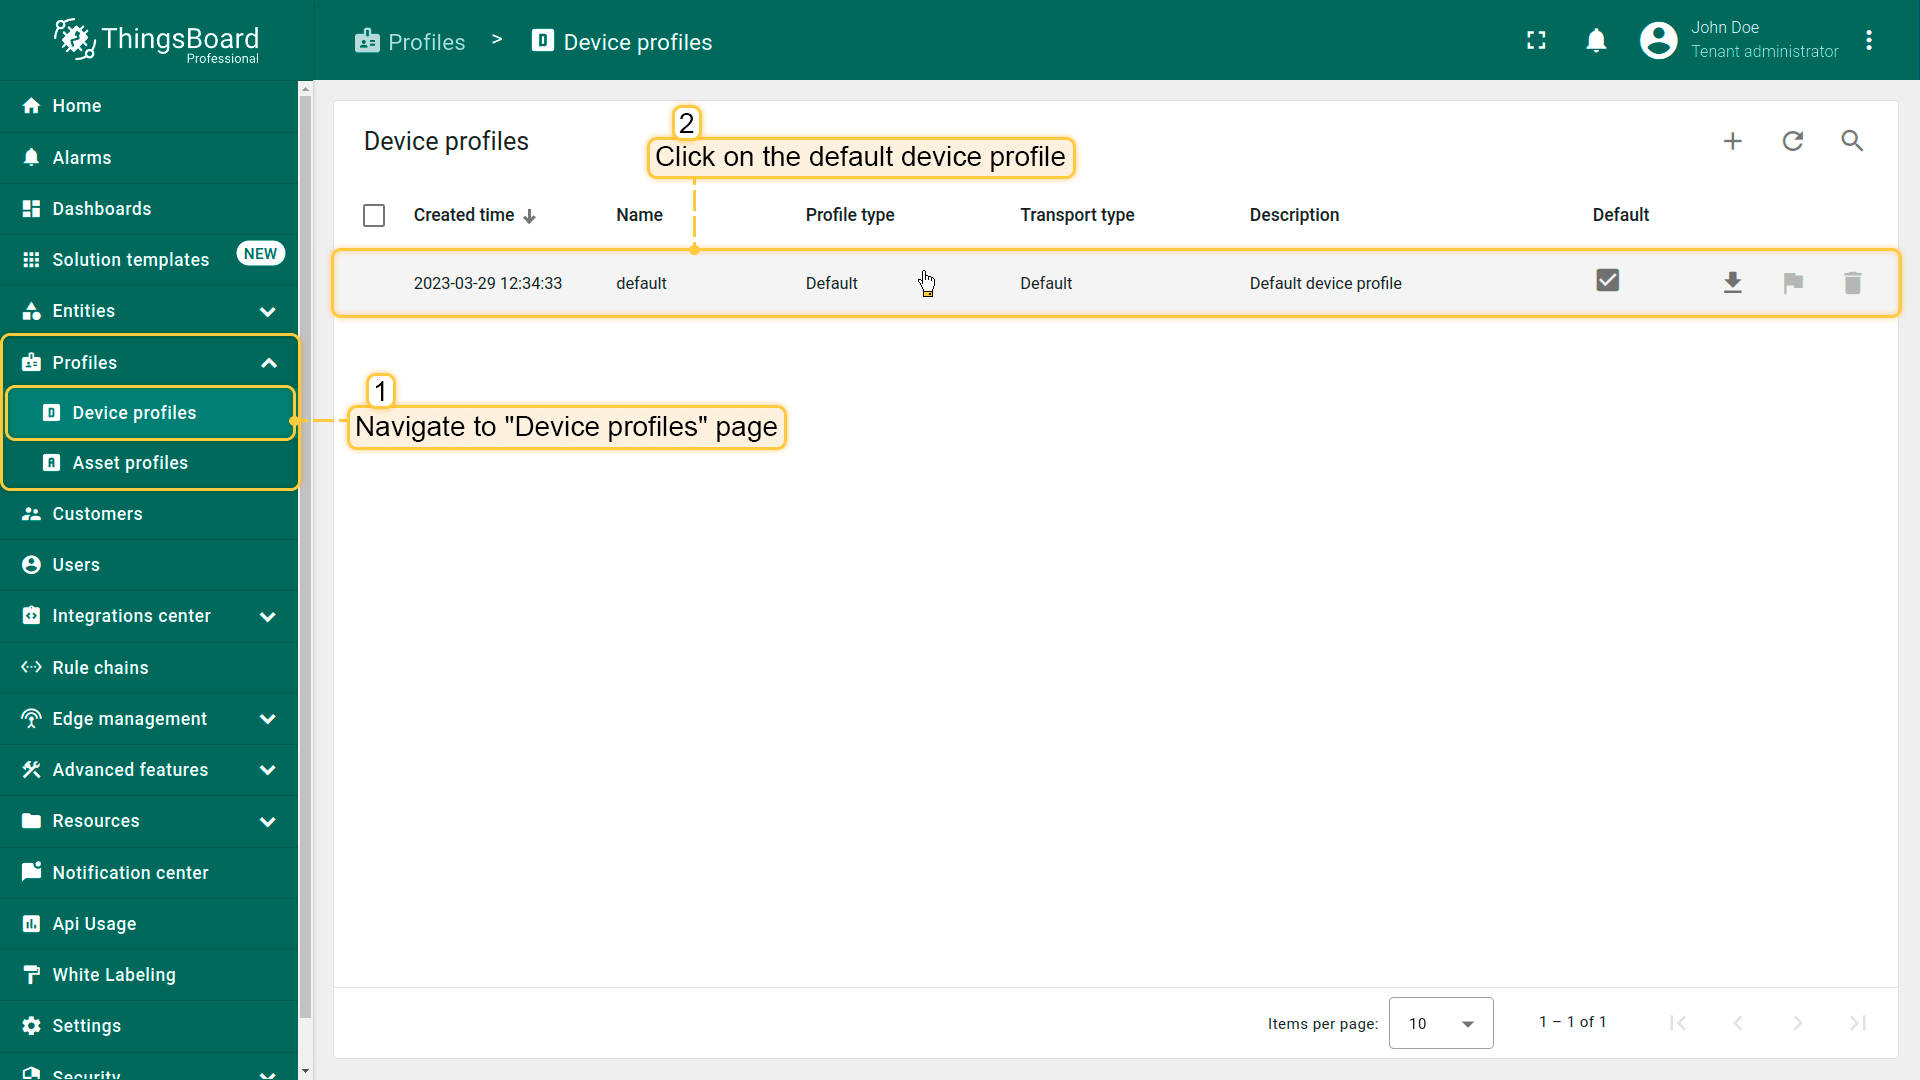 ThingsBoard
Professional
Profiles > D Device profiles
John Doe
Tenant administrator
Home
Alarms
Dashboards
Solution templates NEW
Entities
Profiles
D Device profiles
A Asset profiles
Customers
Users
Integrations center
Rule chains
Edge management
Advanced features
Resources
Notification center
Api Usage
White Labeling
Settings
Security
Device profiles
2
Click on the default device profile
Created time Name Profile type Transport type Description Default
2023-03-29 12:34:33 default Default Default Default device profile
1
Navigate to "Device profiles" page
Items per page: 10 1 – 1 of 1